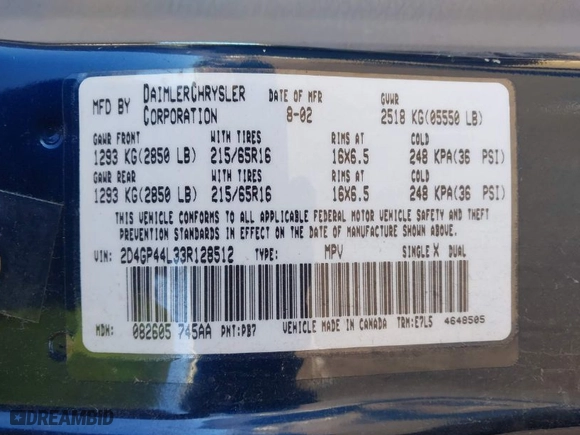 MFD BY DAIMLERCHRYSLER CORPORATION DATE OF MFR 8-02 GVWR 2518 KG(05550 LB)
GAWR FRONT WITH TIRES RIMS AT COLD
1293 KG(2850 LB) 215/65R16 16X6.5 248 KPA(36 PSI)
GAWR REAR WITH TIRES RIMS AT COLD
1293 KG(2850 LB) 215/65R16 16X6.5 248 KPA(36 PSI)
THIS VEHICLE CONFORMS TO ALL APPLICABLE FEDERAL MOTOR VEHICLE SAFETY AND THEFT
PREVENTION STANDARDS IN EFFECT ON THE DATE OF MANUFACTURE SHOWN ABOVE
VIN: 2D4GP44L33R128512 TYPE: MPV SINGLE X DUAL
MDH: 082605 745AA PNT:PB7 VEHICLE MADE IN CANADA TRM:E7L5 4648505
DREAMBID